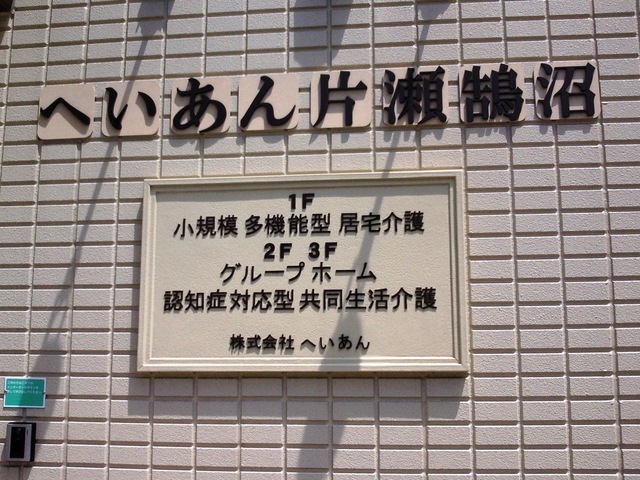 へいあん片瀬鵠沼
1F
小規模 多機能型 居宅介護
2F 3F
グループ ホーム
認知症対応型 共同生活介護
株式会社 へいあん